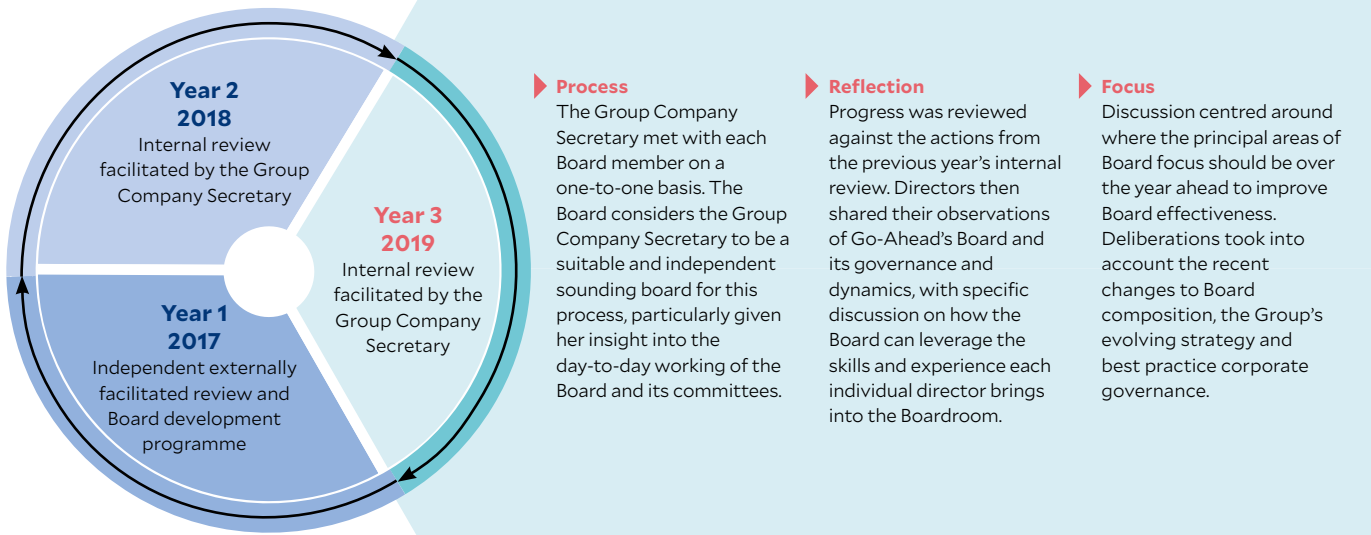 Year 2
2018
Internal review
facilitated by the Group
Company Secretary
Year 1
2017
Independent externally
facilitated review and
Board development
programme
Year 3
2019
Internal review
facilitated by the
Group Company
Secretary
Process
The Group Company
Secretary met with each
Board member on a
one-to-one basis. The
Board considers the Group
Company Secretary to be a
suitable and independent
sounding board for this
process, particularly given
her insight into the
day-to-day working of the
Board and its committees.
Reflection
Progress was reviewed
against the actions from
the previous year's internal
review. Directors then
shared their observations
of Go-Ahead's Board and
its governance and
dynamics, with specific
discussion on how the
Board can leverage the
skills and experience each
individual director brings
into the Boardroom.
Focus
Discussion centred around
where the principal areas of
Board focus should be over
the year ahead to improve
Board effectiveness.
Deliberations took into
account the recent
changes to Board
composition, the Group's
evolving strategy and
best practice corporate
governance.